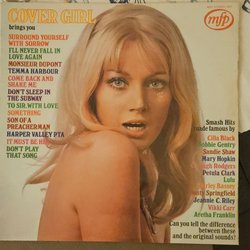 COVER GIRL
mfp
brings you
SURROUND YOURSELF
WITH SORROW
I'LL NEVER FALL IN
LOVE AGAIN
MONSIEUR DUPONT
TEMMA HARBOUR
COME BACK AND
SHAKE ME
DON'T SLEEP IN
THE SUBWAY
TO SIR, WITH LOVE
SOMETHING
SON OF A
PREACHERMAN
HARPER VALLEY PTA
IT MUST BE HIM
DON'T PLAY
THAT SONG
Smash Hits
made famous by
Cilla Black
Bobbie Gentry
Sandie Shaw
Mary Hopkin
Rodgers
Petula Clark
Lulu
Bassey
Springfield
Jeannie C. Riley
Vikki Carr
Aretha Franklin
Can you tell the difference
between these
and the original sounds?